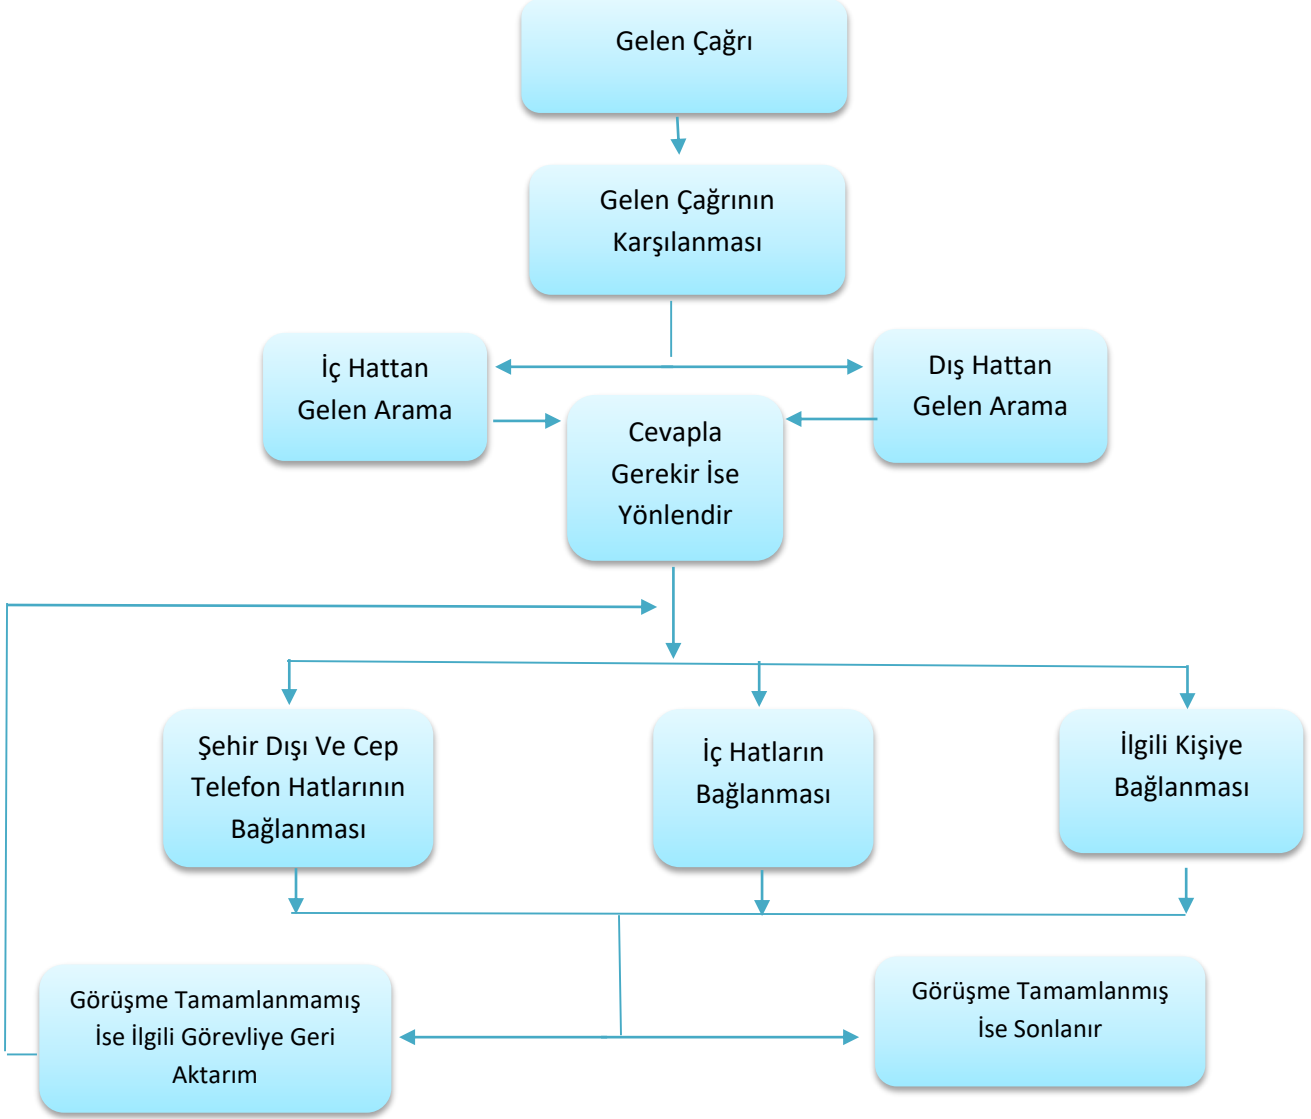 Gelen Çağrı
Gelen Çağrının
Karşılanması
İç Hattan
Gelen Arama
Dış Hattan
Gelen Arama
Cevapla
Gerekir İse
Yönlendir
Şehir Dışı Ve Cep
Telefon Hatlarının
Bağlanması
İç Hatların
Bağlanması
İlgili Kişiye
Bağlanması
Görüşme Tamamlanmamış
İse İlgili Görevliye Geri
Aktarım
Görüşme Tamamlanmış
İse Sonlanır